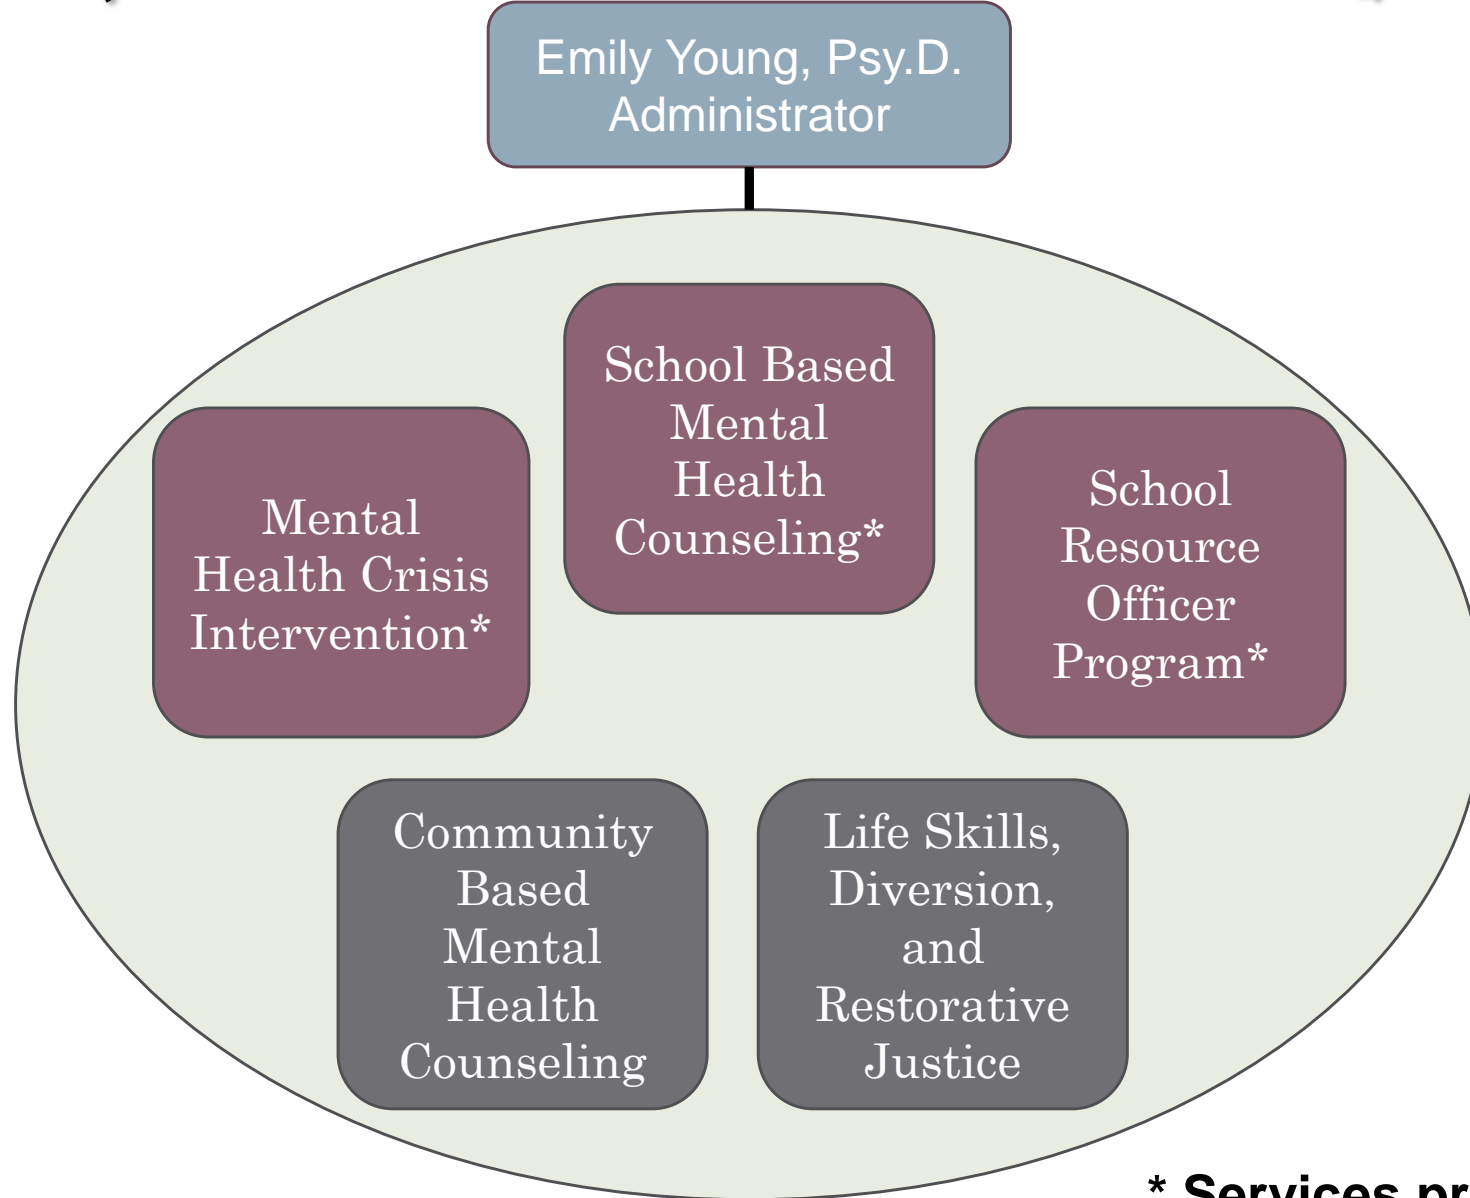 Emily Young, Psy.D.
Administrator
School Based
Mental
Health
Counseling*
Mental
Health Crisis
Intervention*
School
Resource
Officer
Program*
Community
Based
Mental
Health
Counseling
Life Skills,
Diversion,
and
Restorative
Justice
* Services